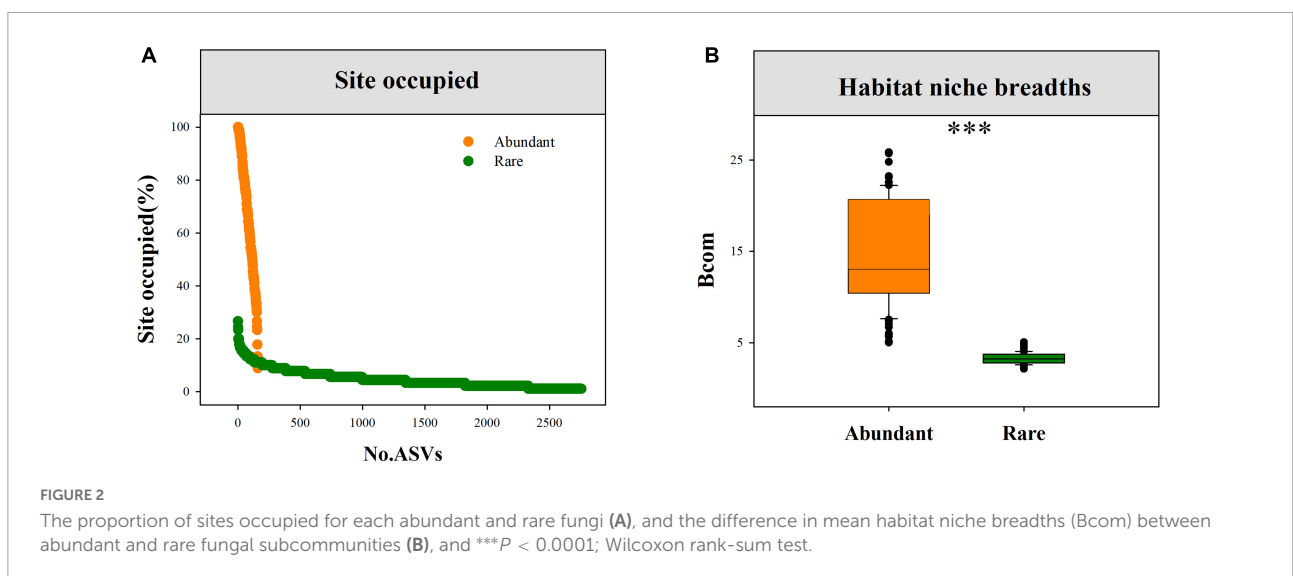 A
Site occupied
Site occupied(%)
100
80
60
40
20
0
Abundant
Rare
0 500 1000 1500 2000 2500
No.ASVs
B
Habitat niche breadths
***
Bcom
25
15
5
Abundant Rare
FIGURE 2
The proportion of sites occupied for each abundant and rare fungi (A), and the difference in mean habitat niche breadths (Bcom) between
abundant and rare fungal subcommunities (B), and ***P < 0.0001; Wilcoxon rank-sum test.